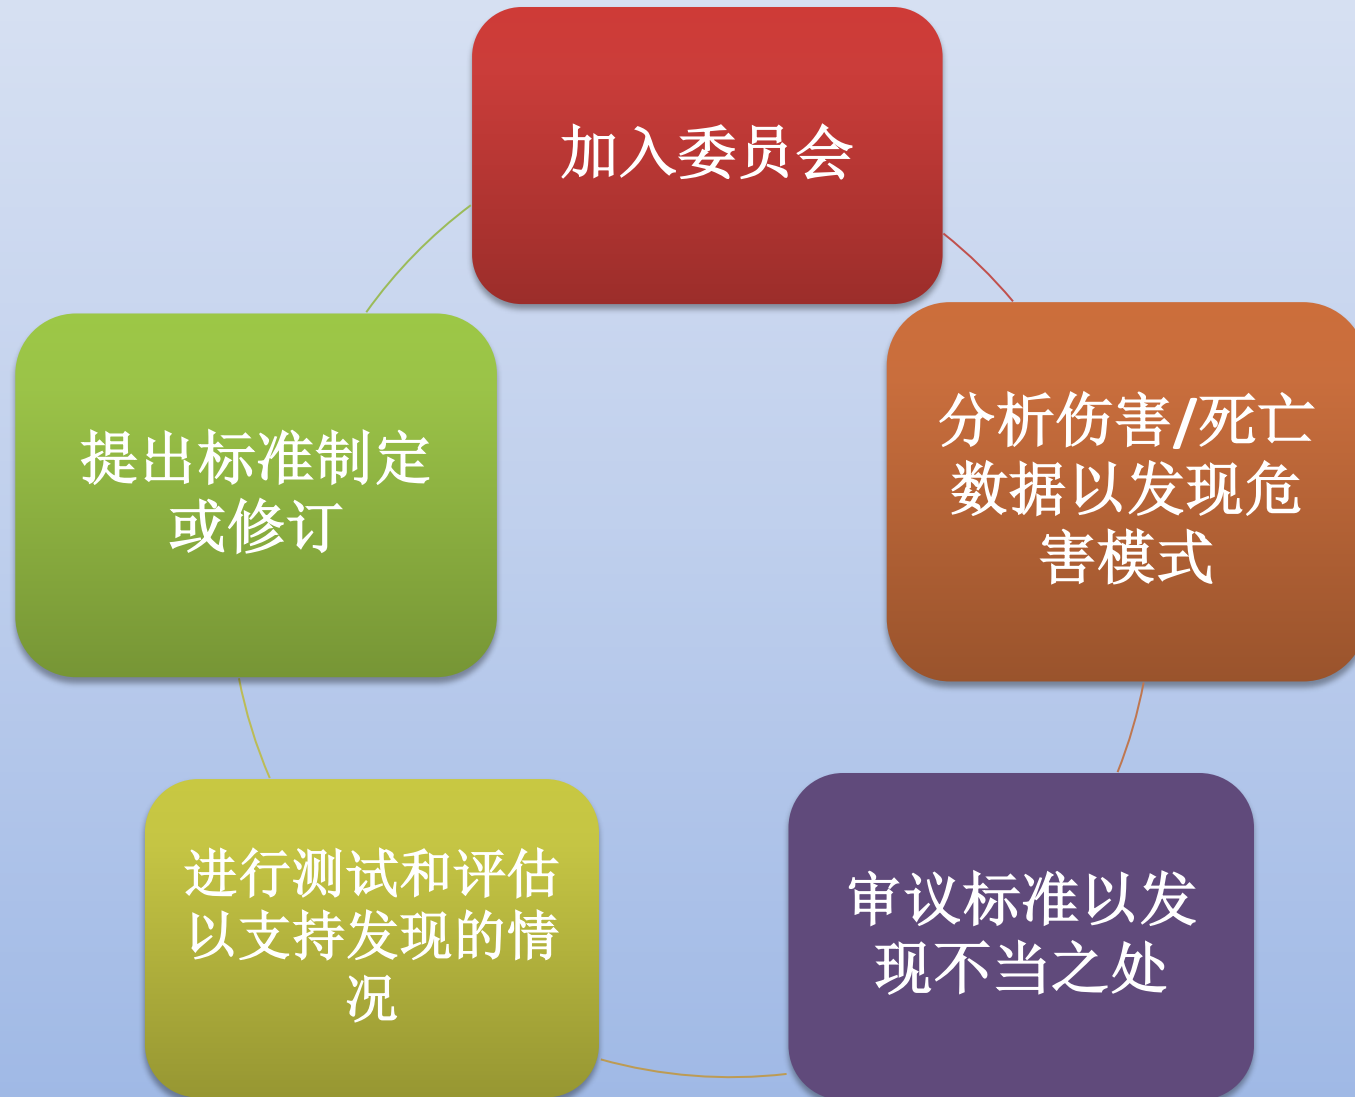 加入委员会
分析伤害/死亡
数据以发现危
害模式
审议标准以发
现不当之处
进行测试和评估
以支持发现的情
况
提出标准制定
或修订